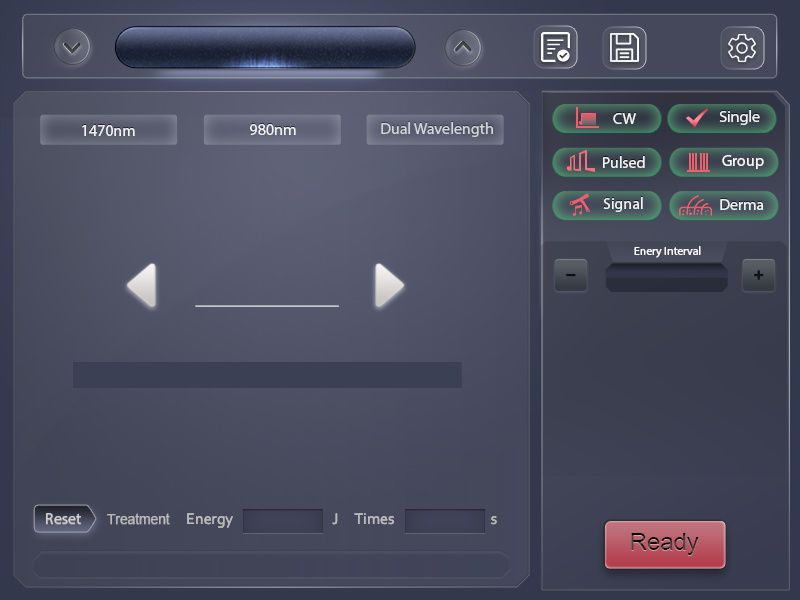 1470nm
980nm
Dual Wavelength
CW
Single
Pulsed
Group
Signal
Derma
Enery Interval
−
+
Reset
Treatment Energy J Times s
Ready